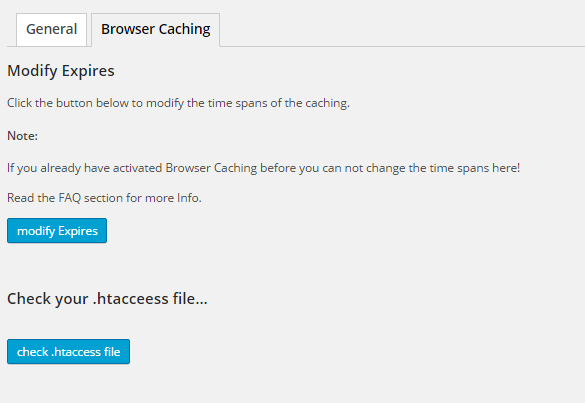 General
Browser Caching
Modify Expires
Click the button below to modify the time spans of the caching.
Note:
If you already have activated Browser Caching before you can not change the time spans here!
Read the FAQ section for more Info.
modify Expires
Check your .htacceess file...
check .htaccess file